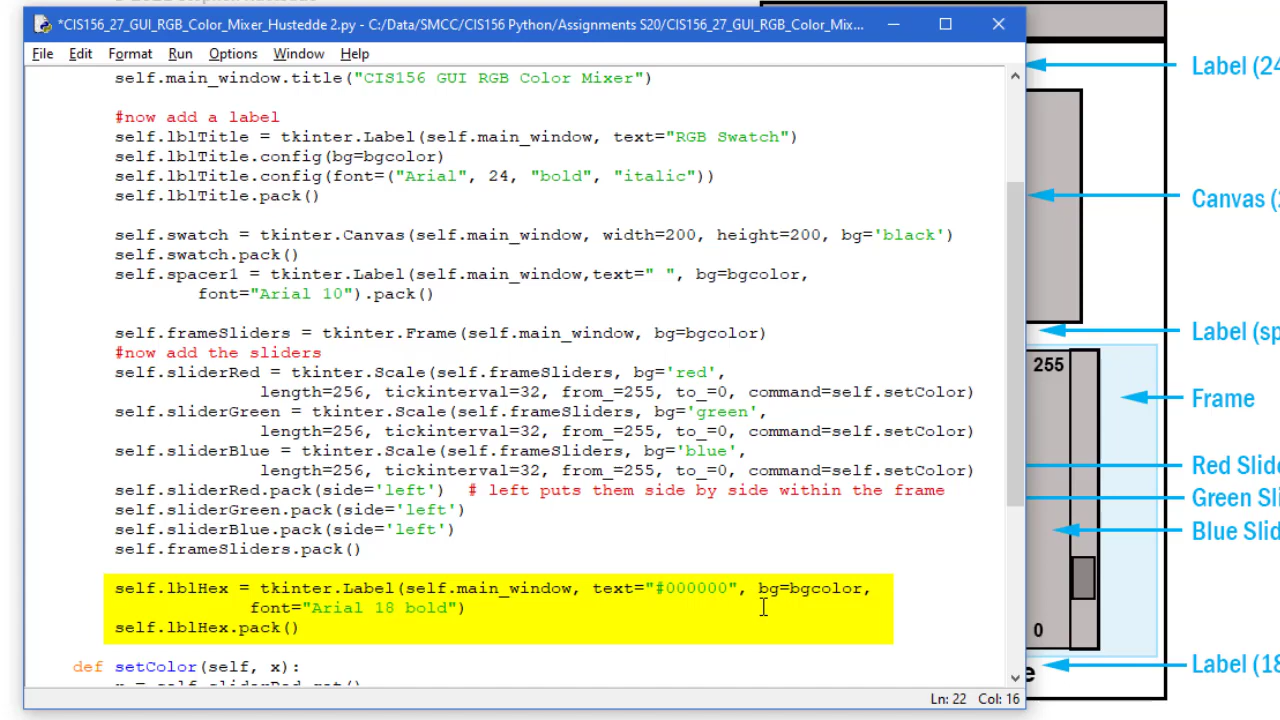 *CIS156_27_GUI_RGB_Color_Mixer_Hustedde 2.py - C:/Data/SMCC/CIS156 Python/Assignments S20/CIS156_27_GUI_RGB_Color_Mix...
File Edit Format Run Options Window Help
self.main_window.title("CIS156 GUI RGB Color Mixer")
#now add a label
self.lblTitle = tkinter.Label(self.main_window, text="RGB Swatch")
self.lblTitle.config(bg=bgcolor)
self.lblTitle.config(font=("Arial", 24, "bold", "italic"))
self.lblTitle.pack()
self.swatch = tkinter.Canvas(self.main_window, width=200, height=200, bg='black')
self.swatch.pack()
self.spacer1 = tkinter.Label(self.main_window,text=" ", bg=bgcolor,
font="Arial 10").pack()
self.frameSliders = tkinter.Frame(self.main_window, bg=bgcolor)
#now add the sliders
self.sliderRed = tkinter.Scale(self.frameSliders, bg='red',
length=256, tickinterval=32, from_=255, to_=0, command=self.setColor)
self.sliderGreen = tkinter.Scale(self.frameSliders, bg='green',
length=256, tickinterval=32, from_=255, to_=0, command=self.setColor)
self.sliderBlue = tkinter.Scale(self.frameSliders, bg='blue',
length=256, tickinterval=32, from_=255, to_=0, command=self.setColor)
self.sliderRed.pack(side='left') # left puts them side by side within the frame
self.sliderGreen.pack(side='left')
self.sliderBlue.pack(side='left')
self.frameSliders.pack()
self.lblHex = tkinter.Label(self.main_window, text="#000000", bg=bgcolor,
font="Arial 18 bold")
self.lblHex.pack()
def setColor(self, x):
Ln: 22 Col: 16
Label (24
Canvas (
Label (sp
255
Frame
Red Slide
Green Sli
Blue Slid
0
e
Label (18